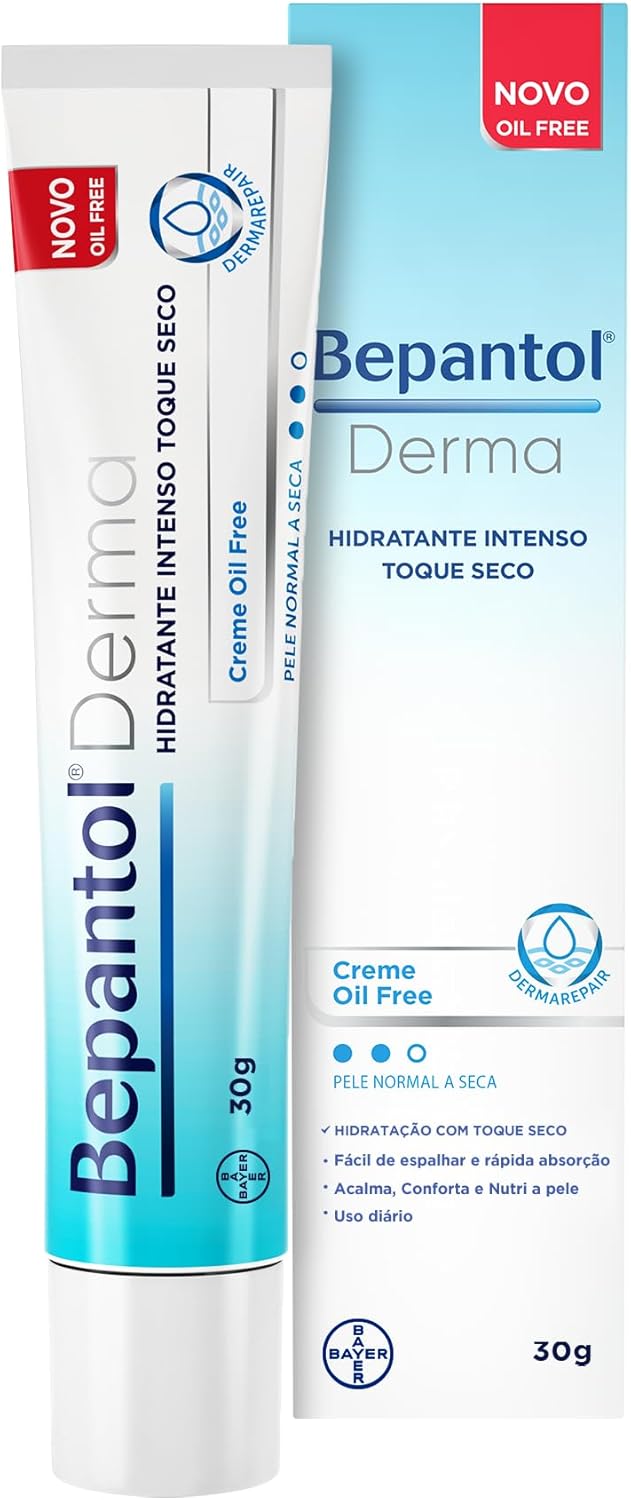 NOVO
OIL FREE
DERMAREPAIR
Bepantol® Derma
HIDRATANTE INTENSO TOQUE SECO
Creme Oil Free
PELE NORMAL A SECA
30g
BAYER
BAYER
NOVO
OIL FREE
Bepantol®
Derma
HIDRATANTE INTENSO
TOQUE SECO
Creme
Oil Free
DERMAREPAIR
PELE NORMAL A SECA
✓ HIDRATAÇÃO COM TOQUE SECO
• Fácil de espalhar e rápida absorção
• Acalma, Conforta e Nutri a pele
• Uso diário
BAYER
BAYER
30g